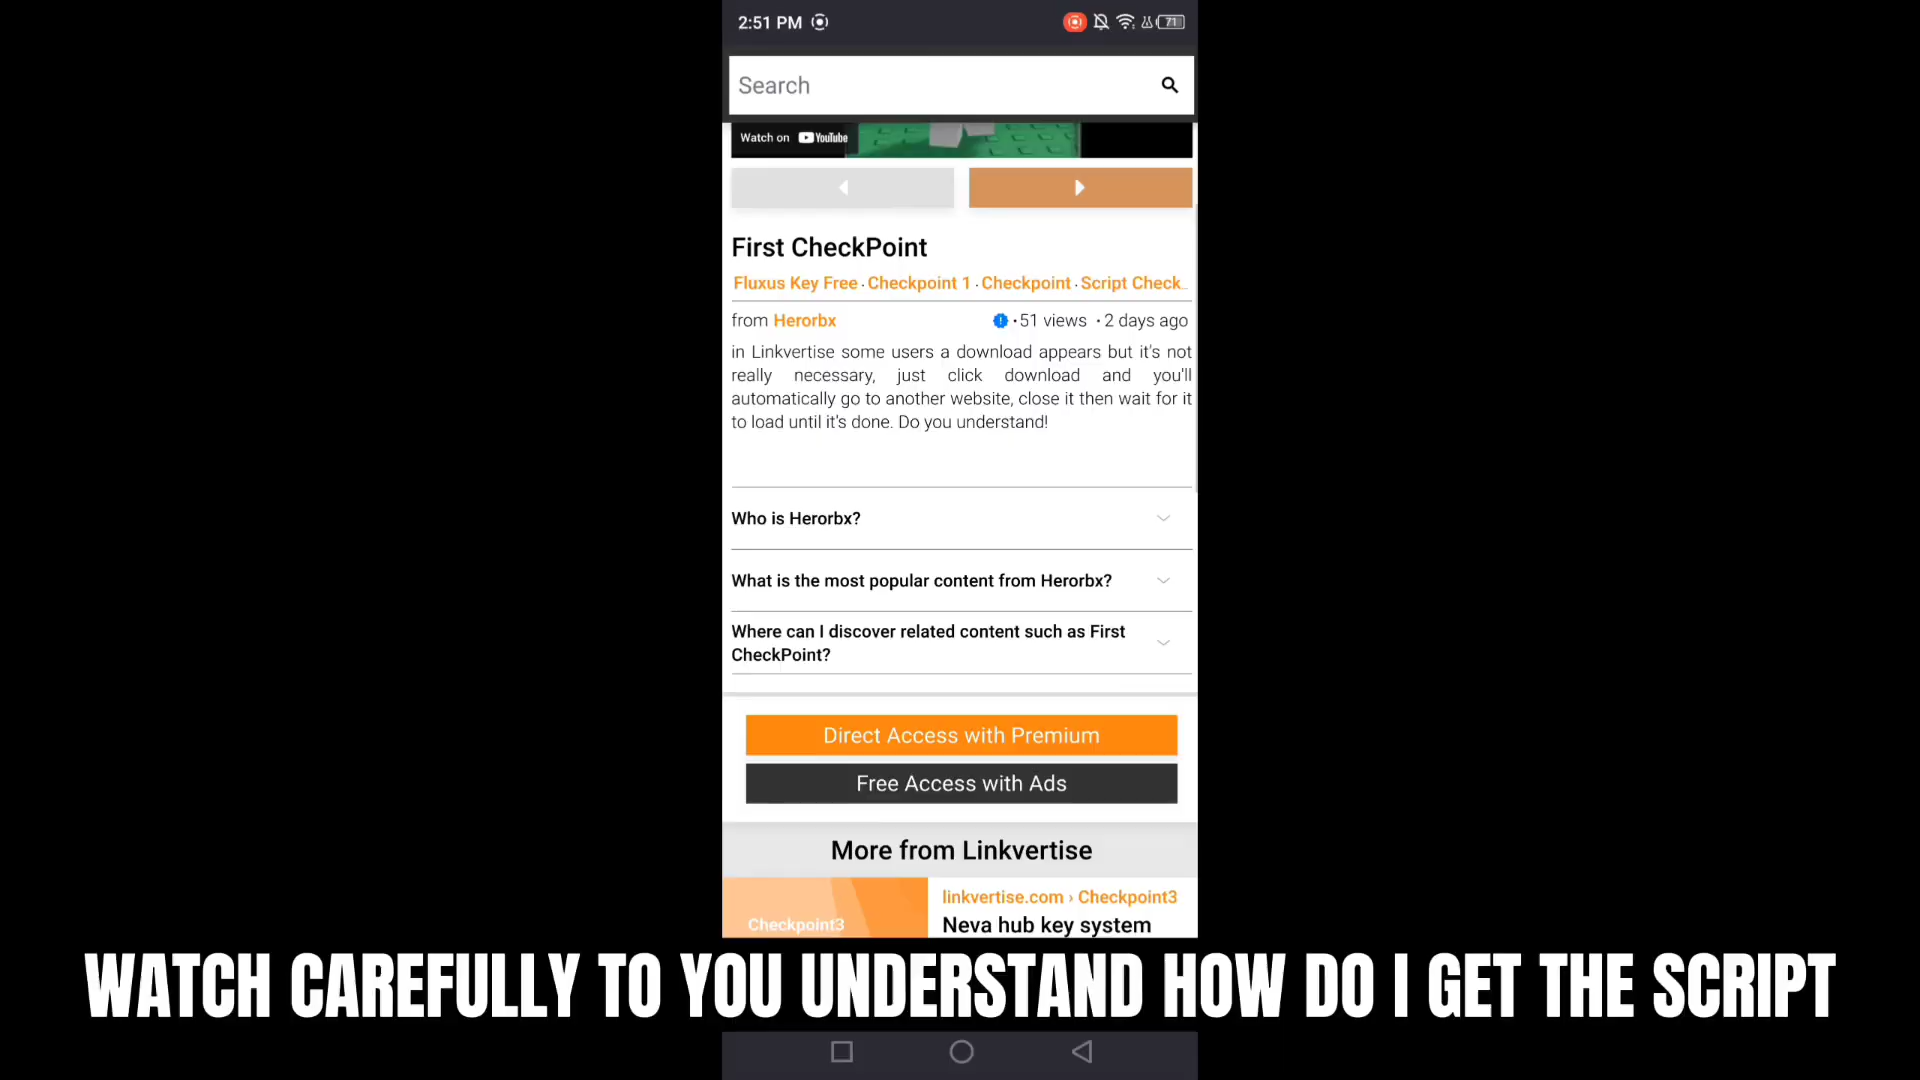 2:51 PM
71
Search
Watch on YouTube
First CheckPoint
Fluxus Key Free · Checkpoint 1 · Checkpoint · Script Check...
from Herorbx • 51 views • 2 days ago
in Linkvertise some users a download appears but it's not
really necessary, just click download and you'll
automatically go to another website, close it then wait for it
to load until it's done. Do you understand!
Who is Herorbx?
What is the most popular content from Herorbx?
Where can I discover related content such as First
CheckPoint?
Direct Access with Premium
Free Access with Ads
More from Linkvertise
Checkpoint3
linkvertise.com › Checkpoint3
Neva hub key system
WATCH CAREFULLY TO YOU UNDERSTAND HOW DO I GET THE SCRIPT